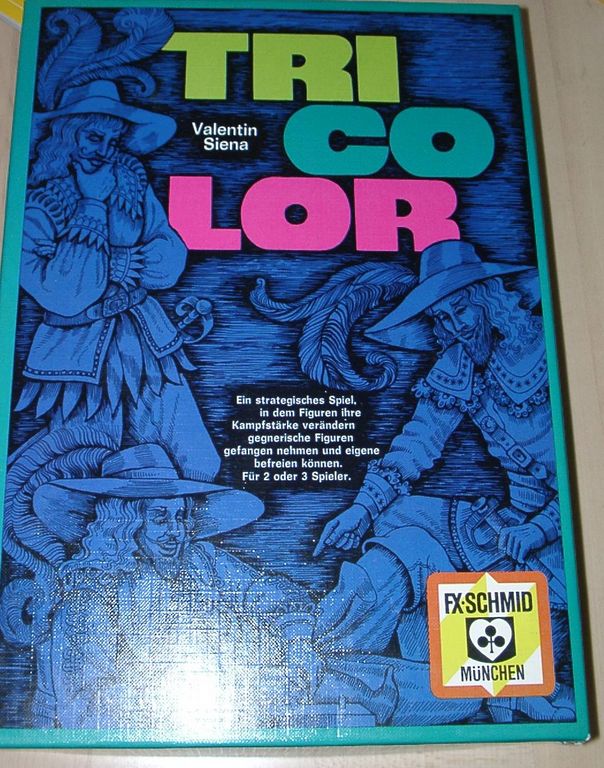 TRI
CO
LOR
Valentin
Siena
Ein strategisches Spiel,
in dem Figuren ihre
Kampfstärke verändern
gegnerische Figuren
gefangen nehmen und eigene
befreien können.
Für 2 oder 3 Spieler.
FX·SCHMID
MÜNCHEN